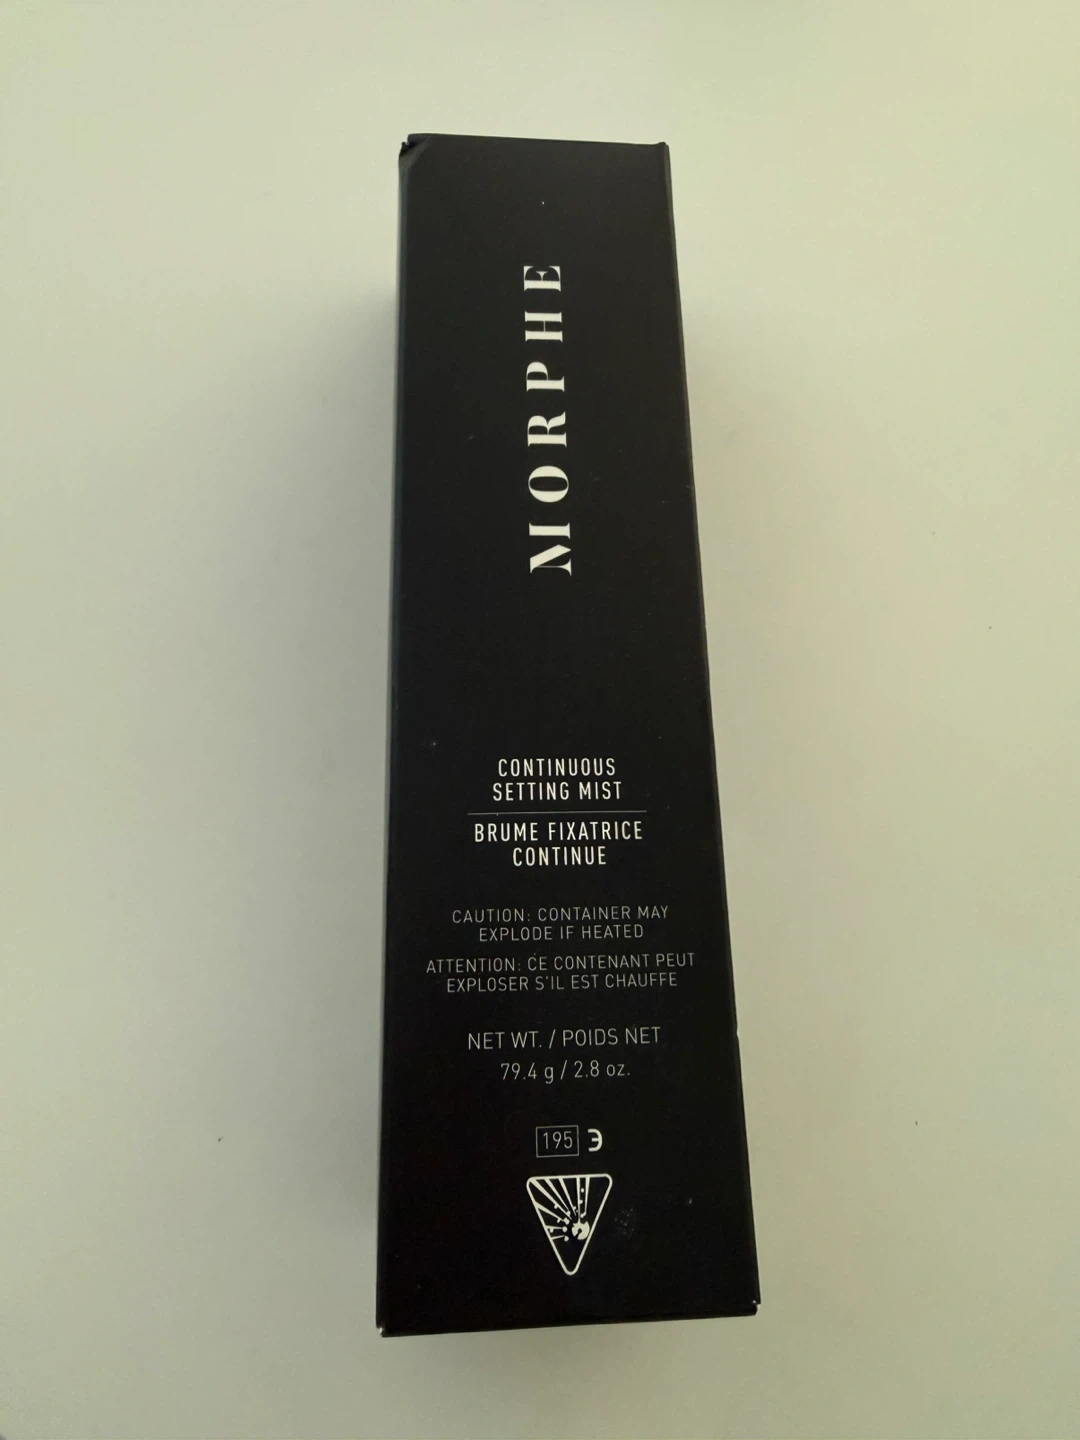 MORPHE
CONTINUOUS
SETTING MIST
BRUME FIXATRICE
CONTINUE
CAUTION: CONTAINER MAY
EXPLODE IF HEATED
ATTENTION: CE CONTENANT PEUT
EXPLOSER S'IL EST CHAUFFE
NET WT. / POIDS NET
79.4 g / 2.8 oz.
195 3